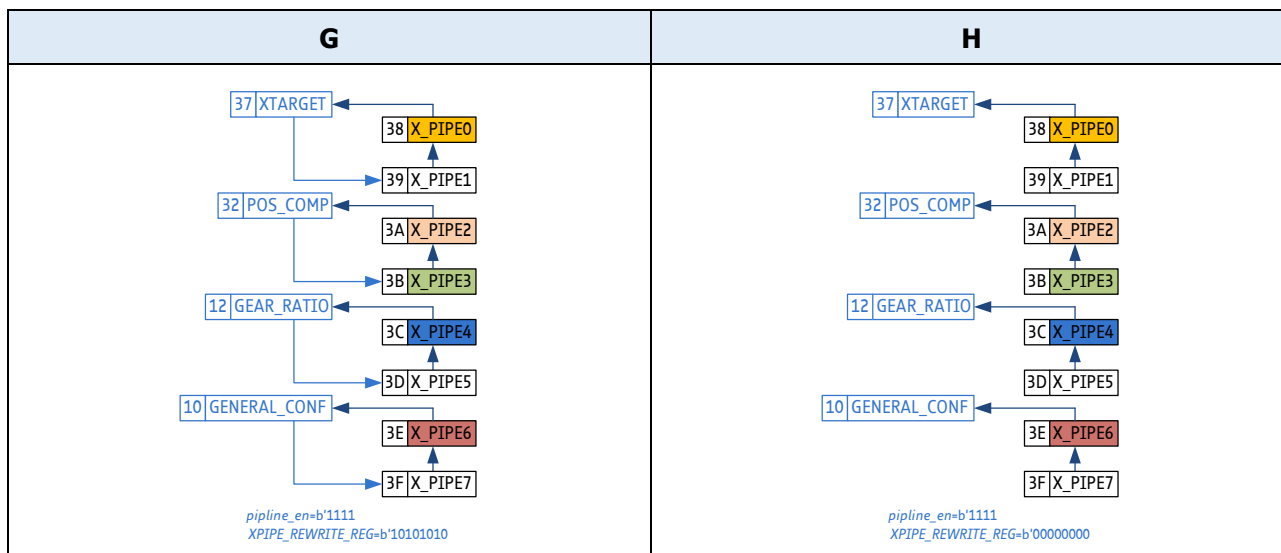 G
H
37 XTARGET
38 X_PIPE0
39 X_PIPE1
32 POS_COMP
3A X_PIPE2
3B X_PIPE3
12 GEAR_RATIO
3C X_PIPE4
3D X_PIPE5
10 GENERAL_CONF
3E X_PIPE6
3F X_PIPE7
pipline_en=b'1111
XPIPE_REWRITE_REG=b'10101010
37 XTARGET
38 X_PIPE0
39 X_PIPE1
32 POS_COMP
3A X_PIPE2
3B X_PIPE3
12 GEAR_RATIO
3C X_PIPE4
3D X_PIPE5
10 GENERAL_CONF
3E X_PIPE6
3F X_PIPE7
pipline_en=b'1111
XPIPE_REWRITE_REG=b'00000000